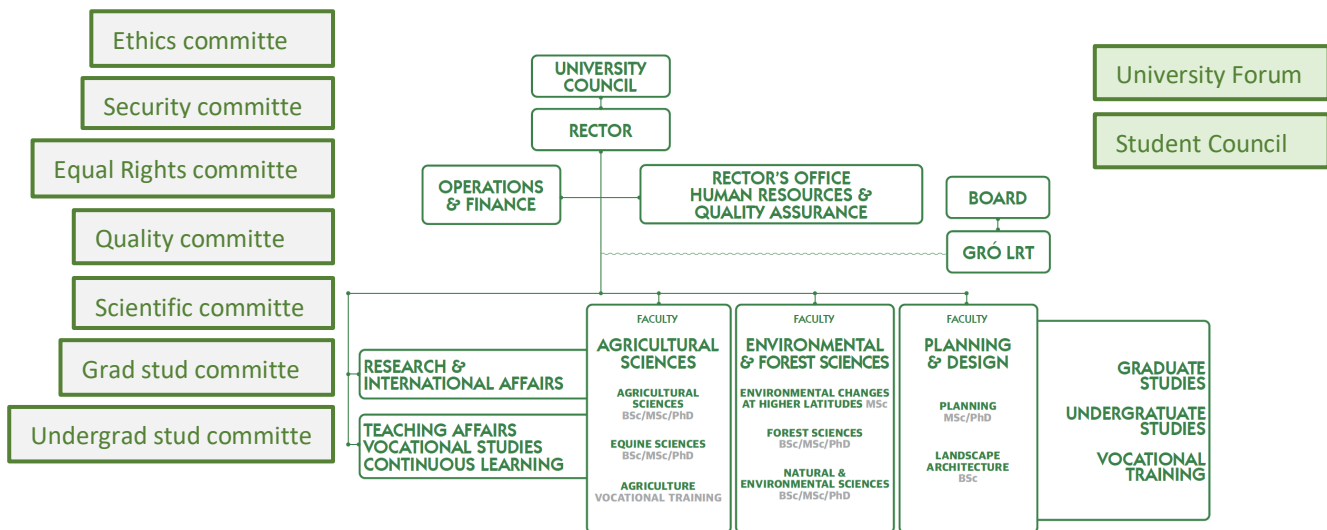 Ethics committe
Security committe
Equal Rights committe
Quality committe
Scientific committe
Grad stud committe
Undergrad stud committe
UNIVERSITY
COUNCIL
RECTOR
OPERATIONS
& FINANCE
RECTOR'S OFFICE
HUMAN RESOURCES &
QUALITY ASSURANCE
BOARD
GRÓ LRT
University Forum
Student Council
RESEARCH &
INTERNATIONAL AFFAIRS
TEACHING AFFAIRS
VOCATIONAL STUDIES
CONTINUOUS LEARNING
FACULTY
AGRICULTURAL
SCIENCES
AGRICULTURAL
SCIENCES
BSc/MSc/PhD
EQUINE SCIENCES
BSc/MSc/PhD
AGRICULTURE
VOCATIONAL TRAINING
FACULTY
ENVIRONMENTAL
& FOREST SCIENCES
ENVIRONMENTAL CHANGES
AT HIGHER LATITUDES MSc
FOREST SCIENCES
BSc/MSc/PhD
NATURAL &
ENVIRONMENTAL SCIENCES
BSc/MSc/PhD
FACULTY
PLANNING
& DESIGN
PLANNING
MSc/PhD
LANDSCAPE
ARCHITECTURE
BSc
GRADUATE
STUDIES
UNDERGRATUATE
STUDIES
VOCATIONAL
TRAINING